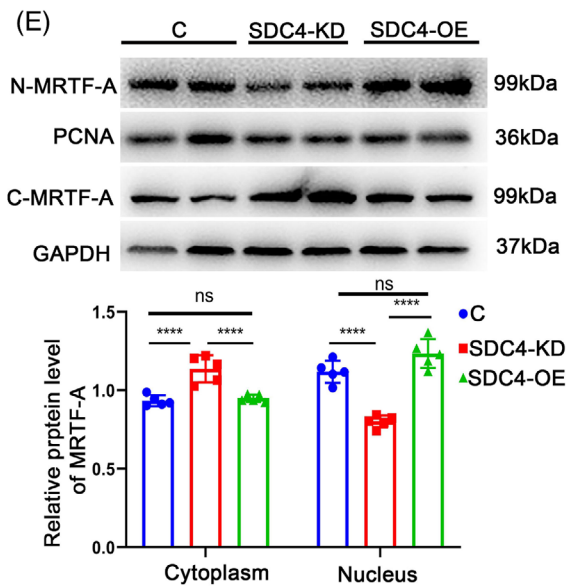 (E)
C SDC4-KD SDC4-OE
N-MRTF-A 99kDa
PCNA 36kDa
C-MRTF-A 99kDa
GAPDH 37kDa
ns ns
**** **** **** ****
C
SDC4-KD
SDC4-OE
Relative prptein level
of MRTF-A
1.5
1.0
0.5
0.0
Cytoplasm Nucleus